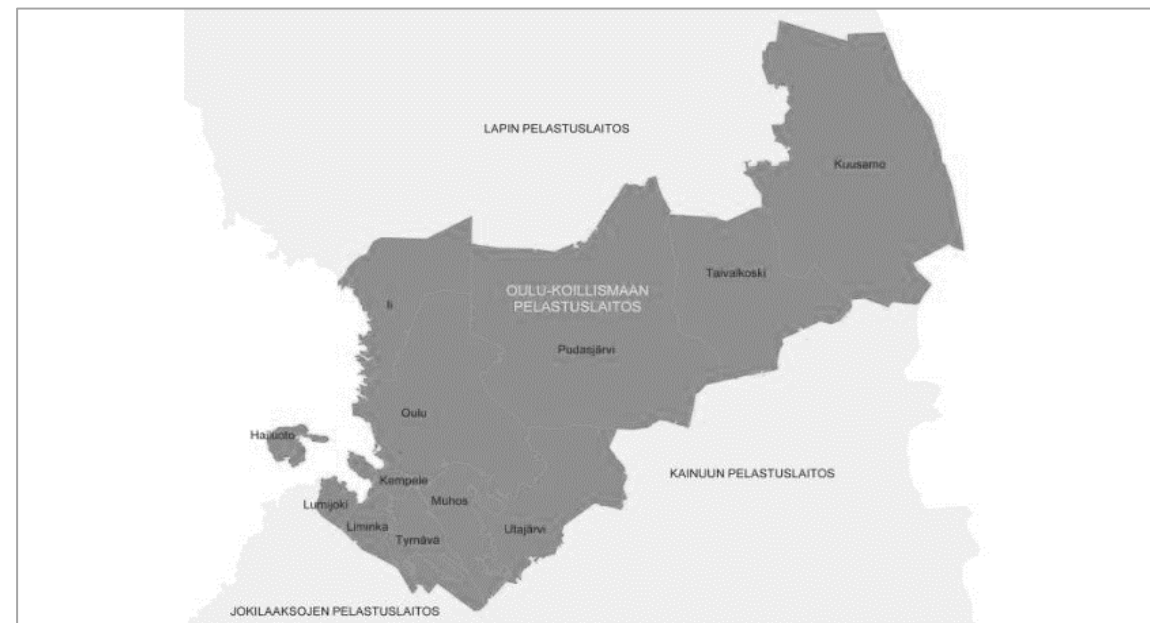 LAPIN PELASTUSLAITOS
Kuusamo
Taivalkoski
OULU-KOILLISMAAN
PELASTUSLAITOS
Ii
Pudasjärvi
Oulu
Hailuoto
KAINUUN PELASTUSLAITOS
Kempele
Muhos
Lumijoki
Liminka
Utajärvi
Tyrnävä
JOKILAAKSOJEN PELASTUSLAITOS